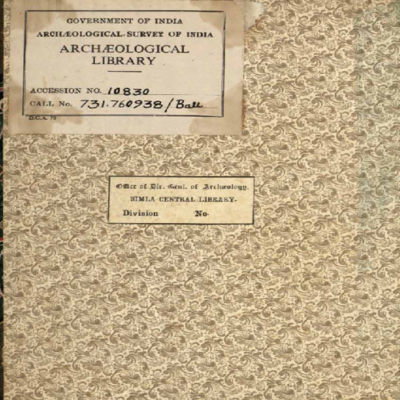 GOVERNMENT OF INDIA
ARCHÆOLOGICAL SURVEY OF INDIA
ARCHÆOLOGICAL
LIBRARY
ACCESSION NO. 10830
CALL No. 731.760938/Ball
D.G.A. 79
Office of Dir. Genl. of Archæology.
SIMLA CENTRAL LIBRARY.
Division No.